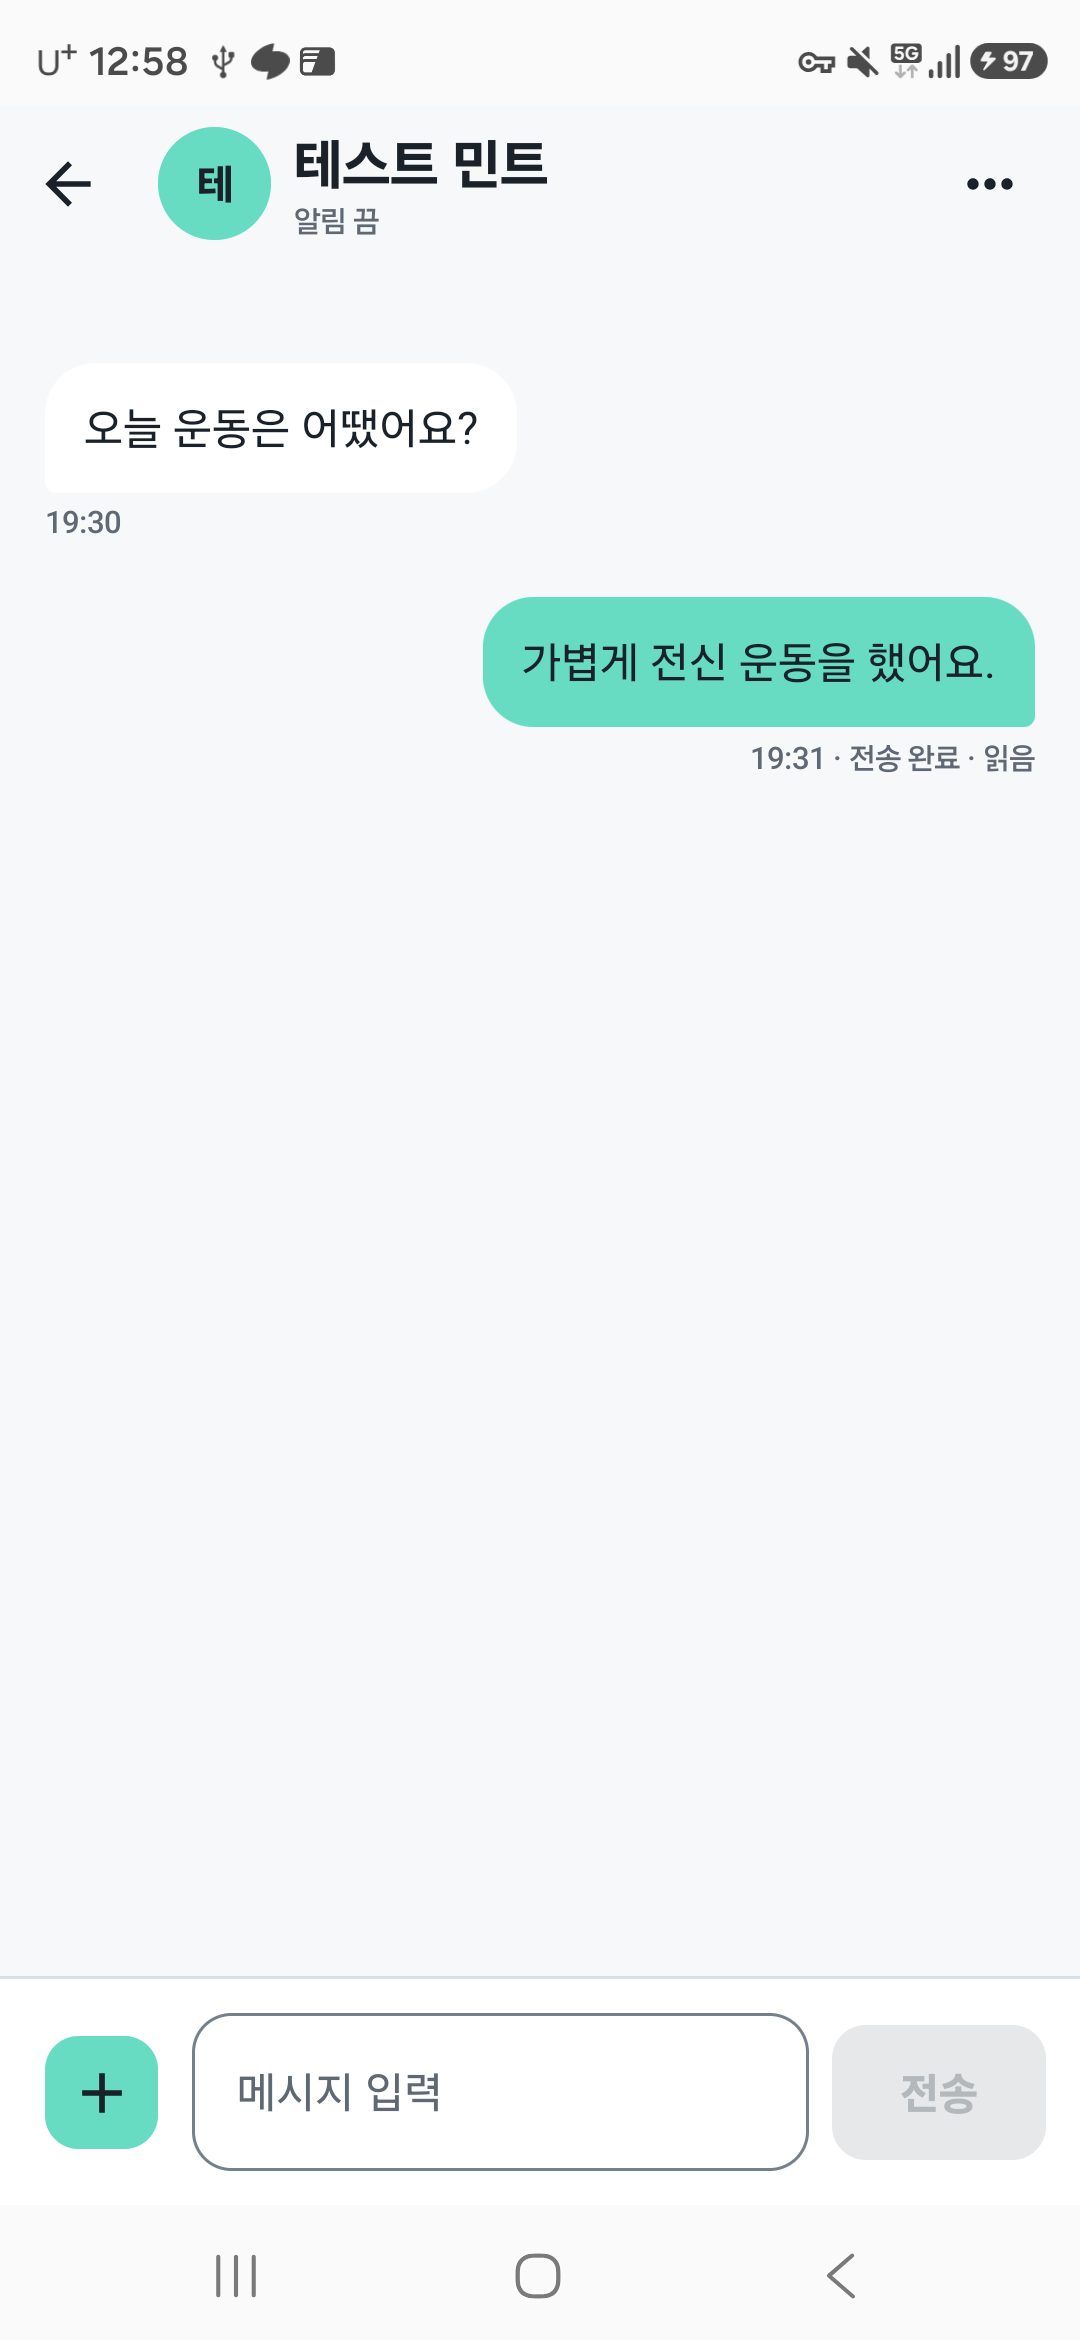 U+ 12:58 5G 97
테 테스트 민트
알림 끔
오늘 운동은 어땠어요?
19:30
가볍게 전신 운동을 했어요.
19:31 · 전송 완료 · 읽음
메시지 입력
전송